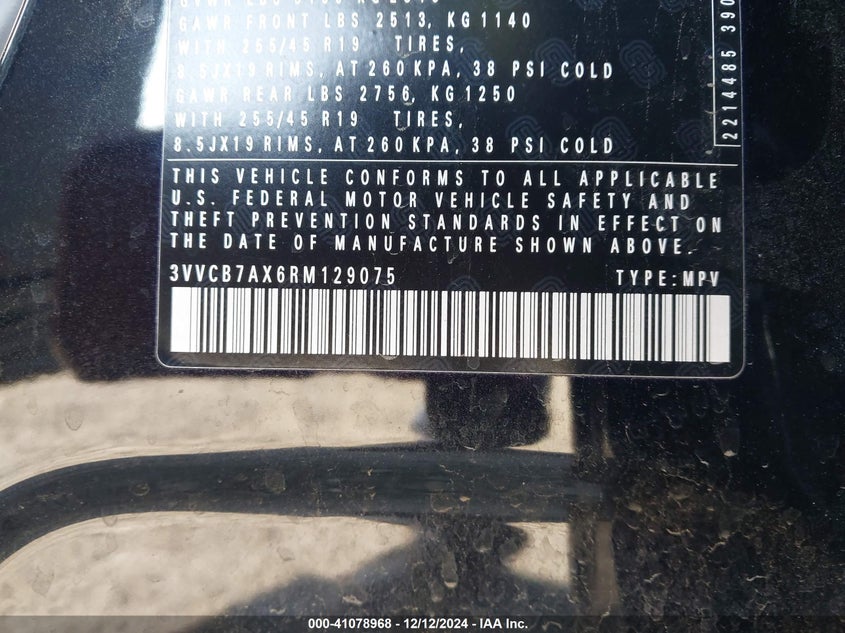 GAWR FRONT LBS 2513, KG 1140
WITH 255/45 R19 TIRES,
8.5JX19 RIMS, AT 260 KPA, 38 PSI COLD
GAWR REAR LBS 2756, KG 1250
WITH 255/45 R19 TIRES,
8.5JX19 RIMS, AT 260 KPA, 38 PSI COLD
2214485 390
THIS VEHICLE CONFORMS TO ALL APPLICABLE
U.S. FEDERAL MOTOR VEHICLE SAFETY AND
THEFT PREVENTION STANDARDS IN EFFECT ON
THE DATE OF MANUFACTURE SHOWN ABOVE.
3VVCB7AX6RM129075 TYPE:MPV
000-41078968 - 12/12/2024 - IAA Inc.